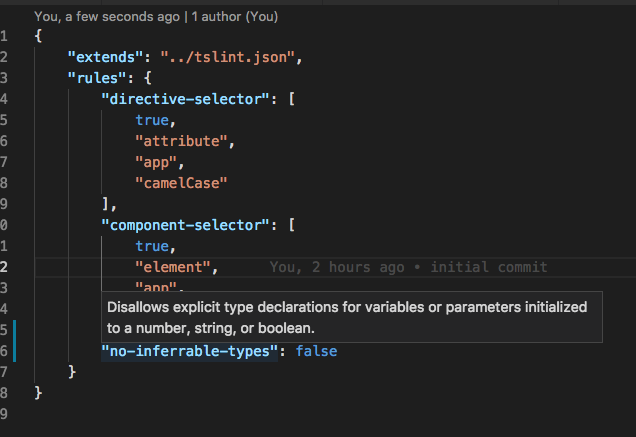 You, a few seconds ago | 1 author (You)
1 {
2 "extends": "../tslint.json",
3 "rules": {
4 "directive-selector": [
5 true,
6 "attribute",
7 "app",
8 "camelCase"
9 ],
0 "component-selector": [
1 true,
2 "element", You, 2 hours ago • initial commit
3 "app",
4 Disallows explicit type declarations for variables or parameters initialized
5 to a number, string, or boolean.
6 "no-inferrable-types": false
7 }
8 }
9